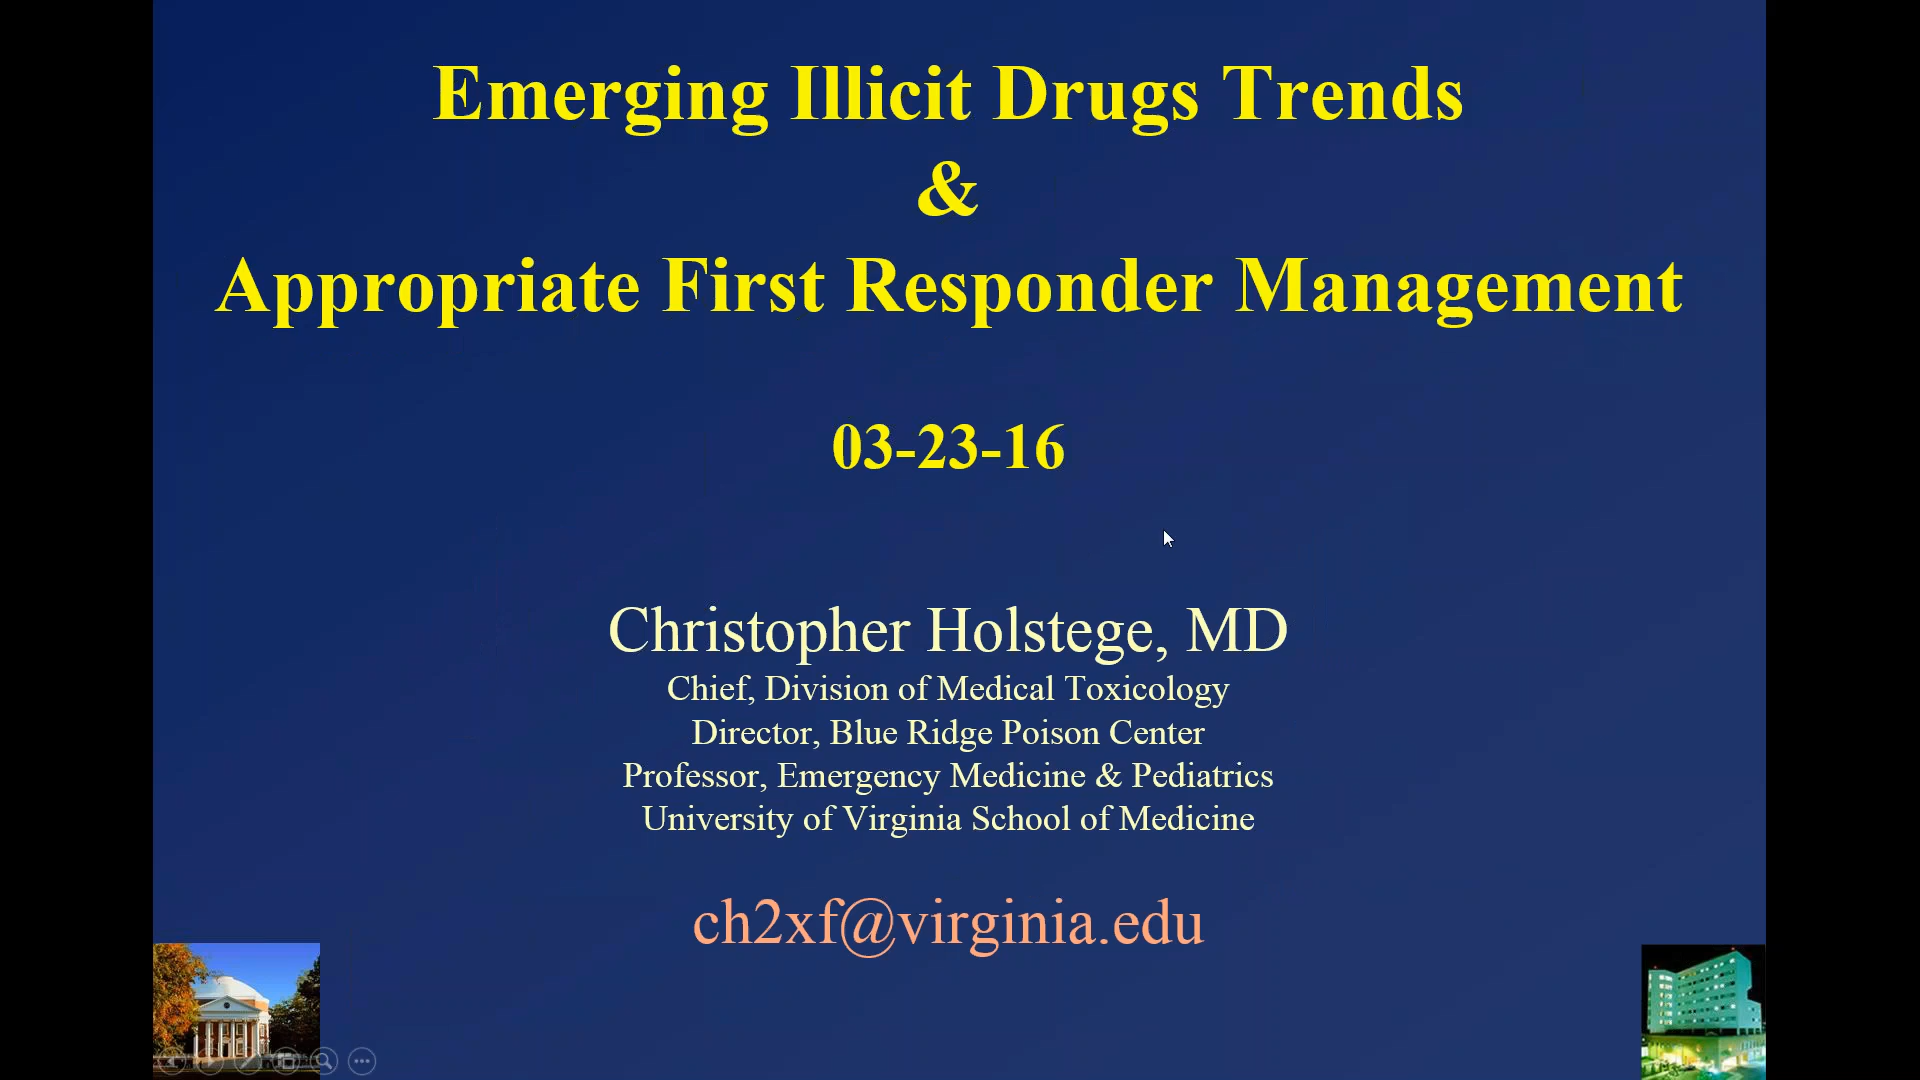 Emerging Illicit Drugs Trends
&
Appropriate First Responder Management
03-23-16
Christopher Holstege, MD
Chief, Division of Medical Toxicology
Director, Blue Ridge Poison Center
Professor, Emergency Medicine & Pediatrics
University of Virginia School of Medicine
ch2xf@virginia.edu